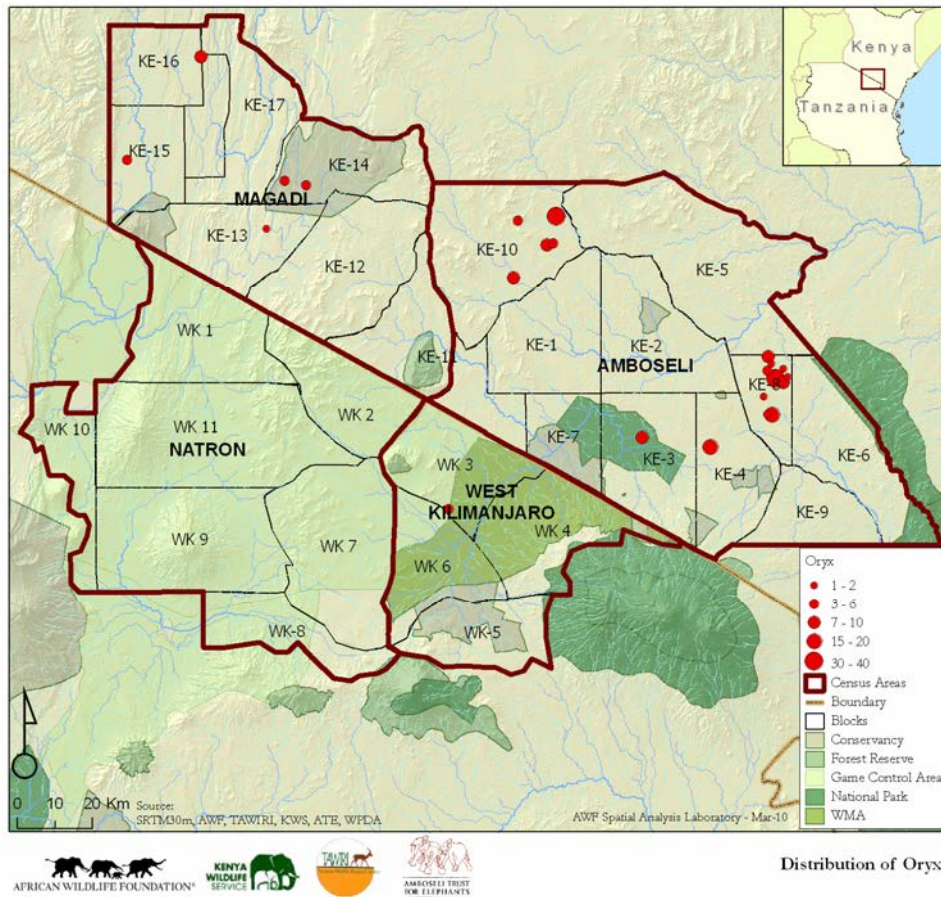 Kenya
Tanzania
KE-16
KE-17
KE-15
KE-14
MAGADI
KE-13
KE-12
KE-10
KE-5
KE-11
KE-1
KE-2
AMBOSELI
KE-8
KE-7
KE-3
KE-4
KE-6
KE-9
WK 1
WK 2
WK 10
WK 11
NATRON
WK 3
WEST
KILIMANJARO
WK 4
WK 9
WK 7
WK 6
WK-8
WK-5
Oryx
1 - 2
3 - 6
7 - 10
15 - 20
30 - 40
Census Areas
Boundary
Blocks
Conservancy
Forest Reserve
Game Control Area
National Park
WMA
0 10 20 Km
Source:
SRTM30m, AWF, TAWIRI, KWS, ATE, WPDA
AWF Spatial Analysis Laboratory - Mar-10
AFRICAN WILDLIFE FOUNDATION®
KENYA
WILDLIFE
SERVICE
TAWIRI
AMBOSELI TRUST
FOR ELEPHANTS
Distribution of Oryx